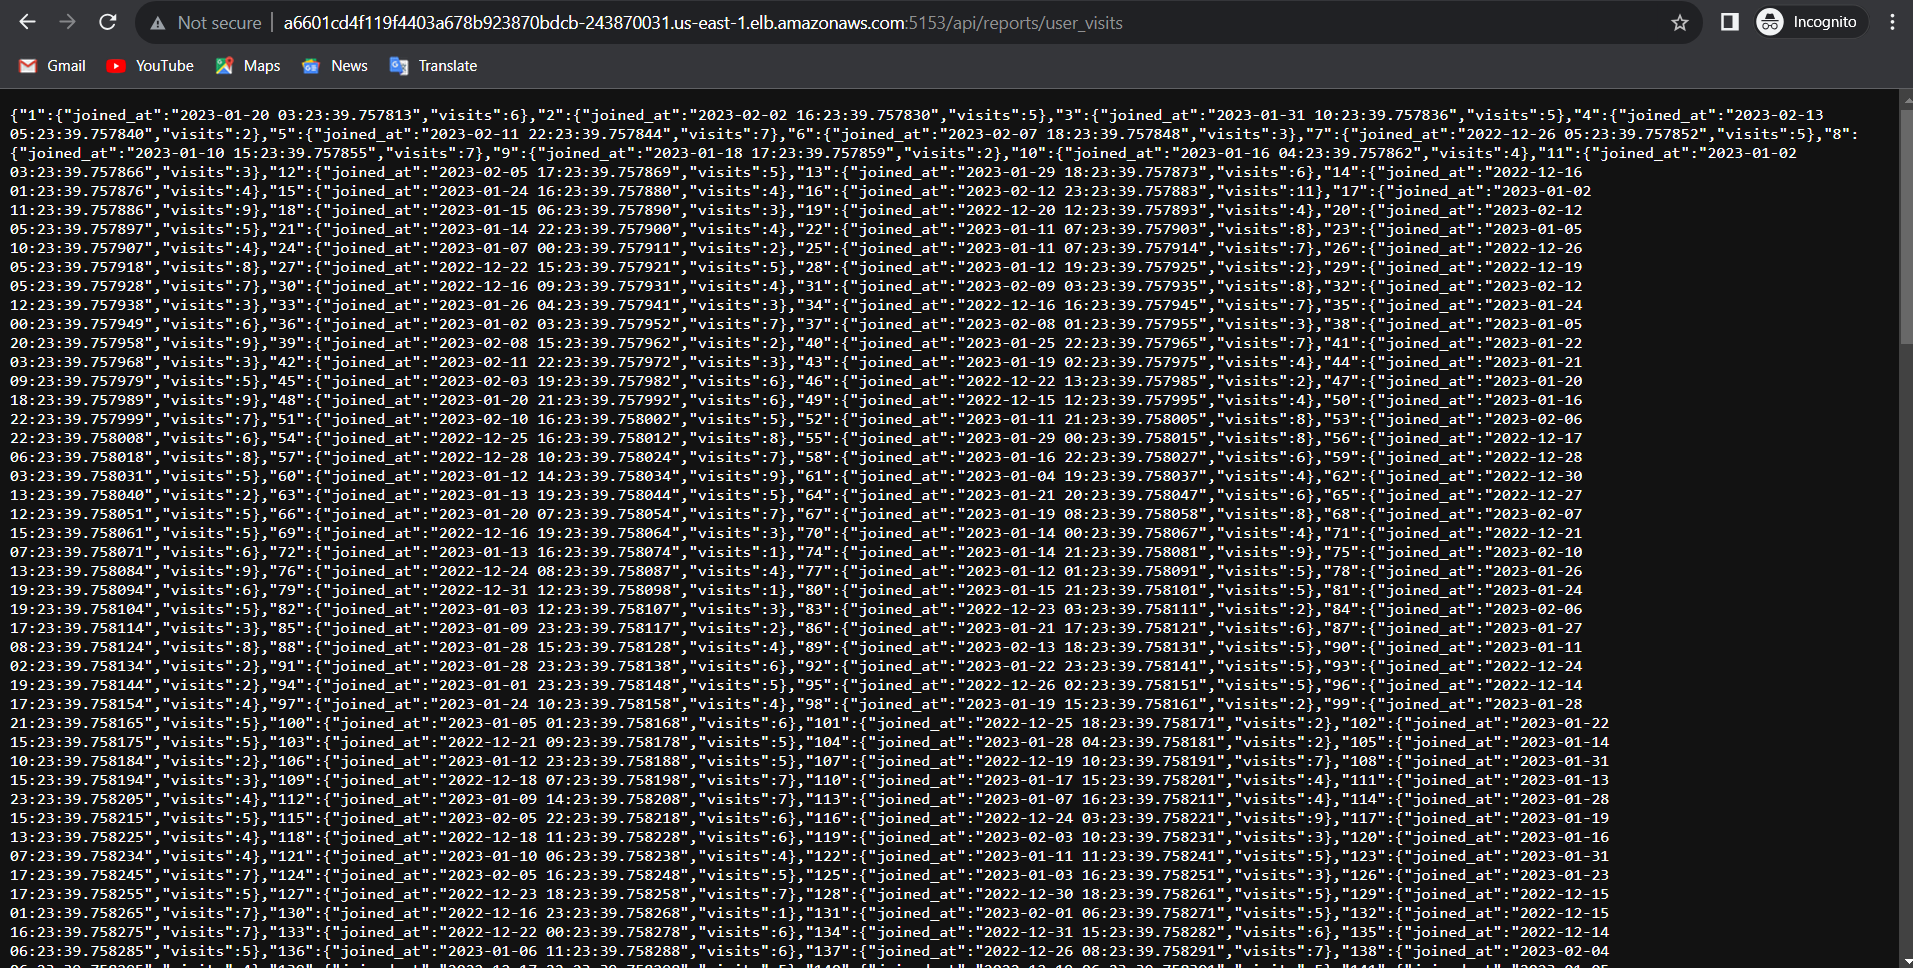 Not secure a6601cd4f119f4403a678b923870bdcb-243870031.us-east-1.elb.amazonaws.com:5153/api/reports/user_visits Incognito
Gmail YouTube Maps News Translate
{"1":{"joined_at":"2023-01-20 03:23:39.757813","visits":6},"2":{"joined_at":"2023-02-02 16:23:39.757830","visits":5},"3":{"joined_at":"2023-01-31 10:23:39.757836","visits":5},"4":{"joined_at":"2023-02-13
05:23:39.757840","visits":2},"5":{"joined_at":"2023-02-11 22:23:39.757844","visits":7},"6":{"joined_at":"2023-02-07 18:23:39.757848","visits":3},"7":{"joined_at":"2022-12-26 05:23:39.757852","visits":5},"8":
{"joined_at":"2023-01-10 15:23:39.757855","visits":7},"9":{"joined_at":"2023-01-18 17:23:39.757859","visits":2},"10":{"joined_at":"2023-01-16 04:23:39.757862","visits":4},"11":{"joined_at":"2023-01-02
03:23:39.757866","visits":3},"12":{"joined_at":"2023-02-05 17:23:39.757869","visits":5},"13":{"joined_at":"2023-01-29 18:23:39.757873","visits":6},"14":{"joined_at":"2022-12-16
01:23:39.757876","visits":4},"15":{"joined_at":"2023-01-24 16:23:39.757880","visits":4},"16":{"joined_at":"2023-02-12 23:23:39.757883","visits":11},"17":{"joined_at":"2023-01-02
11:23:39.757886","visits":9},"18":{"joined_at":"2023-01-15 06:23:39.757890","visits":3},"19":{"joined_at":"2022-12-20 12:23:39.757893","visits":4},"20":{"joined_at":"2023-02-12
05:23:39.757897","visits":5},"21":{"joined_at":"2023-01-14 22:23:39.757900","visits":4},"22":{"joined_at":"2023-01-11 07:23:39.757903","visits":8},"23":{"joined_at":"2023-01-05
10:23:39.757907","visits":4},"24":{"joined_at":"2023-01-07 00:23:39.757911","visits":2},"25":{"joined_at":"2023-01-11 07:23:39.757914","visits":7},"26":{"joined_at":"2022-12-26
05:23:39.757918","visits":8},"27":{"joined_at":"2022-12-22 15:23:39.757921","visits":5},"28":{"joined_at":"2023-01-12 19:23:39.757925","visits":2},"29":{"joined_at":"2022-12-19
05:23:39.757928","visits":7},"30":{"joined_at":"2022-12-16 09:23:39.757931","visits":4},"31":{"joined_at":"2023-02-09 03:23:39.757935","visits":8},"32":{"joined_at":"2023-02-12
12:23:39.757938","visits":3},"33":{"joined_at":"2023-01-26 04:23:39.757941","visits":3},"34":{"joined_at":"2022-12-16 16:23:39.757945","visits":7},"35":{"joined_at":"2023-01-24
00:23:39.757949","visits":6},"36":{"joined_at":"2023-01-02 03:23:39.757952","visits":7},"37":{"joined_at":"2023-02-08 01:23:39.757955","visits":3},"38":{"joined_at":"2023-01-05
20:23:39.757958","visits":9},"39":{"joined_at":"2023-02-08 15:23:39.757962","visits":2},"40":{"joined_at":"2023-01-25 22:23:39.757965","visits":7},"41":{"joined_at":"2023-01-22
03:23:39.757968","visits":3},"42":{"joined_at":"2023-02-11 22:23:39.757972","visits":3},"43":{"joined_at":"2023-01-19 02:23:39.757975","visits":4},"44":{"joined_at":"2023-01-21
09:23:39.757979","visits":5},"45":{"joined_at":"2023-02-03 19:23:39.757982","visits":6},"46":{"joined_at":"2022-12-22 13:23:39.757985","visits":2},"47":{"joined_at":"2023-01-20
18:23:39.757989","visits":9},"48":{"joined_at":"2023-01-20 21:23:39.757992","visits":6},"49":{"joined_at":"2022-12-15 12:23:39.757995","visits":4},"50":{"joined_at":"2023-01-16
22:23:39.757999","visits":7},"51":{"joined_at":"2023-02-10 16:23:39.758002","visits":5},"52":{"joined_at":"2023-01-11 21:23:39.758005","visits":8},"53":{"joined_at":"2023-02-06
22:23:39.758008","visits":6},"54":{"joined_at":"2022-12-25 16:23:39.758012","visits":8},"55":{"joined_at":"2023-01-29 00:23:39.758015","visits":8},"56":{"joined_at":"2022-12-17
06:23:39.758018","visits":8},"57":{"joined_at":"2022-12-28 10:23:39.758024","visits":7},"58":{"joined_at":"2023-01-16 22:23:39.758027","visits":6},"59":{"joined_at":"2022-12-28
03:23:39.758031","visits":5},"60":{"joined_at":"2023-01-12 14:23:39.758034","visits":9},"61":{"joined_at":"2023-01-04 19:23:39.758037","visits":4},"62":{"joined_at":"2022-12-30
13:23:39.758040","visits":2},"63":{"joined_at":"2023-01-13 19:23:39.758044","visits":5},"64":{"joined_at":"2023-01-21 20:23:39.758047","visits":6},"65":{"joined_at":"2022-12-27
12:23:39.758051","visits":5},"66":{"joined_at":"2023-01-20 07:23:39.758054","visits":7},"67":{"joined_at":"2023-01-19 08:23:39.758058","visits":8},"68":{"joined_at":"2023-02-07
15:23:39.758061","visits":5},"69":{"joined_at":"2022-12-16 19:23:39.758064","visits":3},"70":{"joined_at":"2023-01-14 00:23:39.758067","visits":4},"71":{"joined_at":"2022-12-21
07:23:39.758071","visits":6},"72":{"joined_at":"2023-01-13 16:23:39.758074","visits":1},"74":{"joined_at":"2023-01-14 21:23:39.758081","visits":9},"75":{"joined_at":"2023-02-10
13:23:39.758084","visits":9},"76":{"joined_at":"2022-12-24 08:23:39.758087","visits":4},"77":{"joined_at":"2023-01-12 01:23:39.758091","visits":5},"78":{"joined_at":"2023-01-26
19:23:39.758094","visits":6},"79":{"joined_at":"2022-12-31 12:23:39.758098","visits":1},"80":{"joined_at":"2023-01-15 21:23:39.758101","visits":5},"81":{"joined_at":"2023-01-24
19:23:39.758104","visits":5},"82":{"joined_at":"2023-01-03 12:23:39.758107","visits":3},"83":{"joined_at":"2022-12-23 03:23:39.758111","visits":2},"84":{"joined_at":"2023-02-06
17:23:39.758114","visits":3},"85":{"joined_at":"2023-01-09 23:23:39.758117","visits":2},"86":{"joined_at":"2023-01-21 17:23:39.758121","visits":6},"87":{"joined_at":"2023-01-27
08:23:39.758124","visits":8},"88":{"joined_at":"2023-01-28 15:23:39.758128","visits":4},"89":{"joined_at":"2023-02-13 18:23:39.758131","visits":5},"90":{"joined_at":"2023-01-11
02:23:39.758134","visits":2},"91":{"joined_at":"2023-01-28 23:23:39.758138","visits":6},"92":{"joined_at":"2023-01-22 23:23:39.758141","visits":5},"93":{"joined_at":"2022-12-24
19:23:39.758144","visits":2},"94":{"joined_at":"2023-01-01 23:23:39.758148","visits":5},"95":{"joined_at":"2022-12-26 02:23:39.758151","visits":5},"96":{"joined_at":"2022-12-14
17:23:39.758154","visits":4},"97":{"joined_at":"2023-01-24 10:23:39.758158","visits":4},"98":{"joined_at":"2023-01-19 15:23:39.758161","visits":2},"99":{"joined_at":"2023-01-28
21:23:39.758165","visits":5},"100":{"joined_at":"2023-01-05 01:23:39.758168","visits":6},"101":{"joined_at":"2022-12-25 18:23:39.758171","visits":2},"102":{"joined_at":"2023-01-22
15:23:39.758175","visits":5},"103":{"joined_at":"2022-12-21 09:23:39.758178","visits":5},"104":{"joined_at":"2023-01-28 04:23:39.758181","visits":2},"105":{"joined_at":"2023-01-14
10:23:39.758184","visits":2},"106":{"joined_at":"2023-01-12 23:23:39.758188","visits":5},"107":{"joined_at":"2022-12-19 10:23:39.758191","visits":7},"108":{"joined_at":"2023-01-31
15:23:39.758194","visits":3},"109":{"joined_at":"2022-12-18 07:23:39.758198","visits":7},"110":{"joined_at":"2023-01-17 15:23:39.758201","visits":4},"111":{"joined_at":"2023-01-13
23:23:39.758205","visits":4},"112":{"joined_at":"2023-01-09 14:23:39.758208","visits":7},"113":{"joined_at":"2023-01-07 16:23:39.758211","visits":4},"114":{"joined_at":"2023-01-28
15:23:39.758215","visits":5},"115":{"joined_at":"2023-02-05 22:23:39.758218","visits":6},"116":{"joined_at":"2022-12-24 03:23:39.758221","visits":9},"117":{"joined_at":"2023-01-19
13:23:39.758225","visits":4},"118":{"joined_at":"2022-12-18 11:23:39.758228","visits":6},"119":{"joined_at":"2023-02-03 10:23:39.758231","visits":3},"120":{"joined_at":"2023-01-16
07:23:39.758234","visits":4},"121":{"joined_at":"2023-01-10 06:23:39.758238","visits":4},"122":{"joined_at":"2023-01-11 11:23:39.758241","visits":5},"123":{"joined_at":"2023-01-31
17:23:39.758245","visits":7},"124":{"joined_at":"2023-02-05 16:23:39.758248","visits":5},"125":{"joined_at":"2023-01-03 16:23:39.758251","visits":3},"126":{"joined_at":"2023-01-23
17:23:39.758255","visits":5},"127":{"joined_at":"2022-12-23 18:23:39.758258","visits":7},"128":{"joined_at":"2022-12-30 18:23:39.758261","visits":5},"129":{"joined_at":"2022-12-15
01:23:39.758265","visits":7},"130":{"joined_at":"2022-12-16 23:23:39.758268","visits":1},"131":{"joined_at":"2023-02-01 06:23:39.758271","visits":5},"132":{"joined_at":"2022-12-15
16:23:39.758275","visits":7},"133":{"joined_at":"2022-12-22 00:23:39.758278","visits":6},"134":{"joined_at":"2022-12-31 15:23:39.758282","visits":6},"135":{"joined_at":"2022-12-14
06:23:39.758285","visits":5},"136":{"joined_at":"2023-01-06 11:23:39.758288","visits":6},"137":{"joined_at":"2022-12-26 08:23:39.758291","visits":7},"138":{"joined_at":"2023-02-04